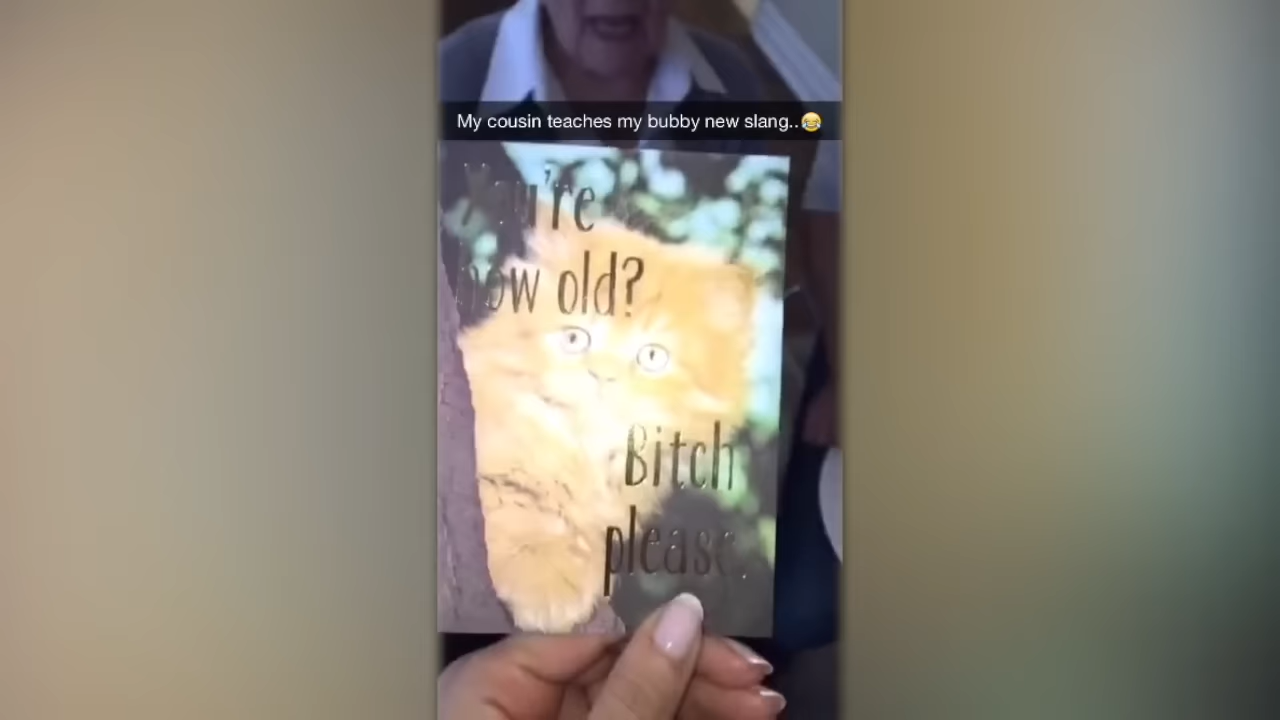 My cousin teaches my bubby new slang..😂
You're
how old?
Bitch
please.